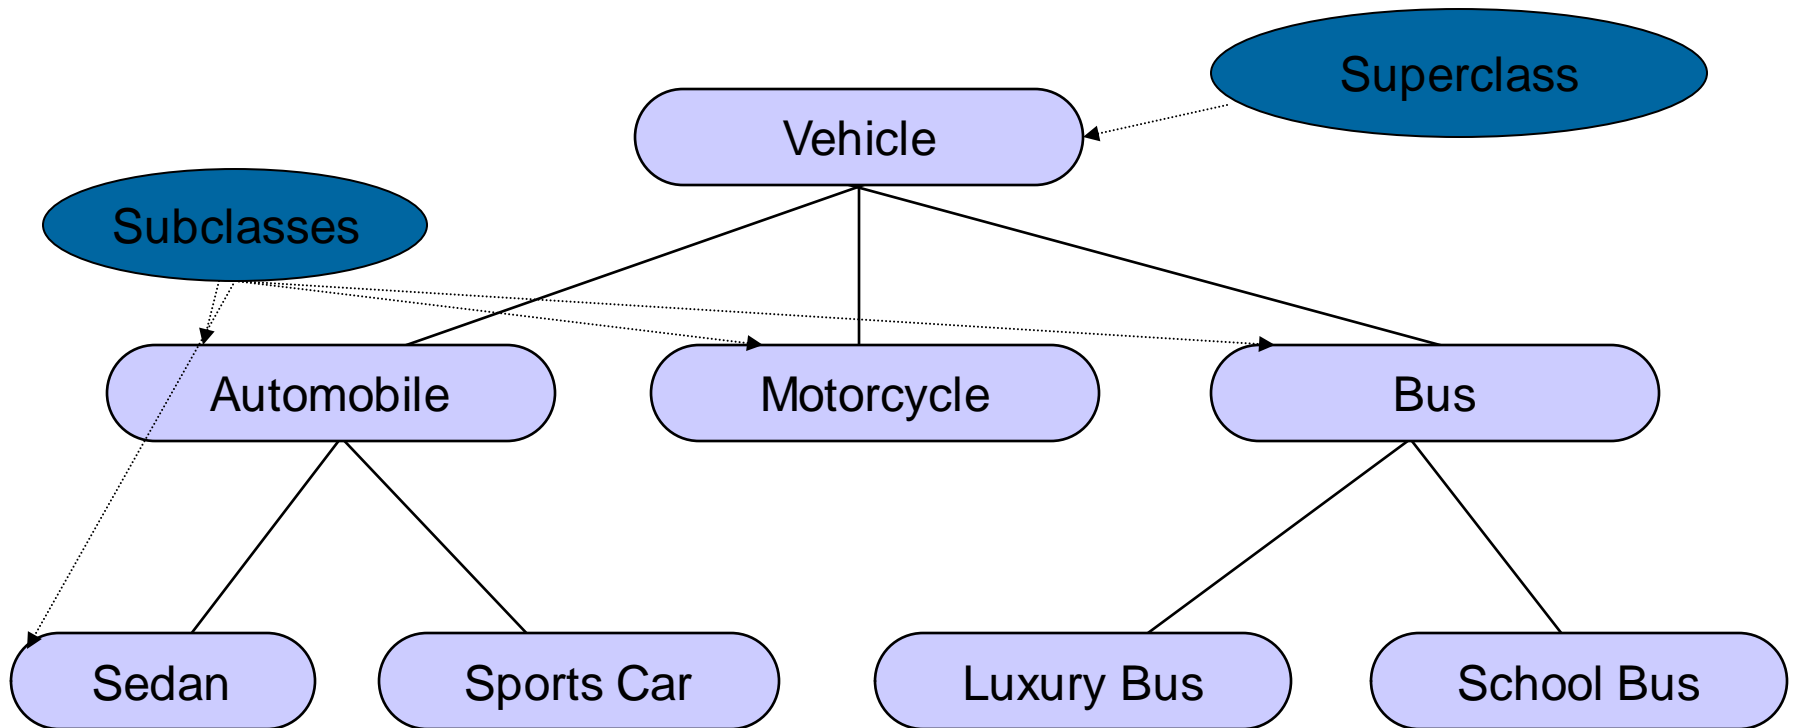 Superclass
Vehicle
Subclasses
Automobile
Motorcycle
Bus
Sedan
Sports Car
Luxury Bus
School Bus